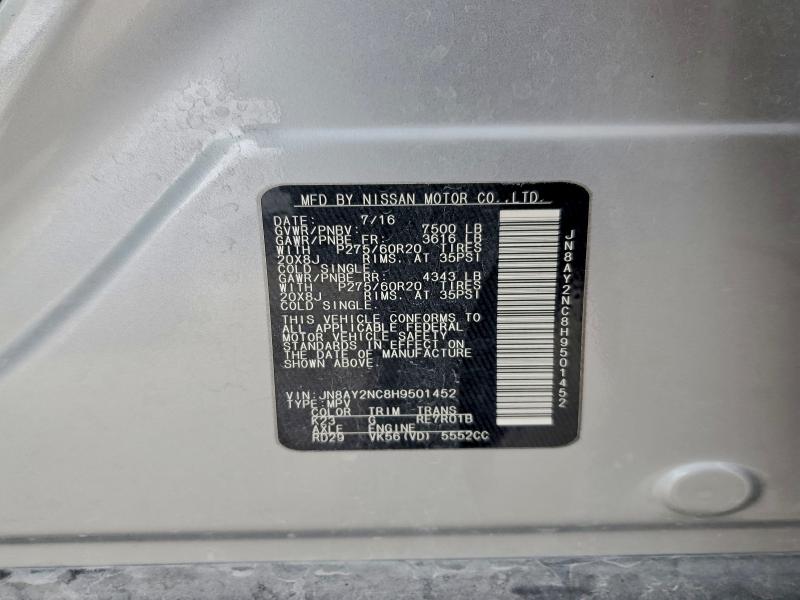 MFD BY NISSAN MOTOR CO.,LTD.
DATE: 7/16
GVWR/PNBV: 7500 LB
GAWR/PNBE FR: 3616 LB
WITH P275/60R20 TIRES
20X8J RIMS. AT 35PSI
COLD SINGLE.
GAWR/PNBE RR: 4343 LB
WITH P275/60R20 TIRES
20X8J RIMS. AT 35PSI
COLD SINGLE.
THIS VEHICLE CONFORMS TO
ALL APPLICABLE FEDERAL
MOTOR VEHICLE SAFETY
STANDARDS IN EFFECT ON
THE DATE OF MANUFACTURE
SHOWN ABOVE.
VIN: JN8AY2NC8H9501452
TYPE: MPV
COLOR TRIM TRANS
K23 G RE7R01B
AXLE ENGINE
RD29 VK56(VD) 5552CC
JN8AY2NC8H9501452